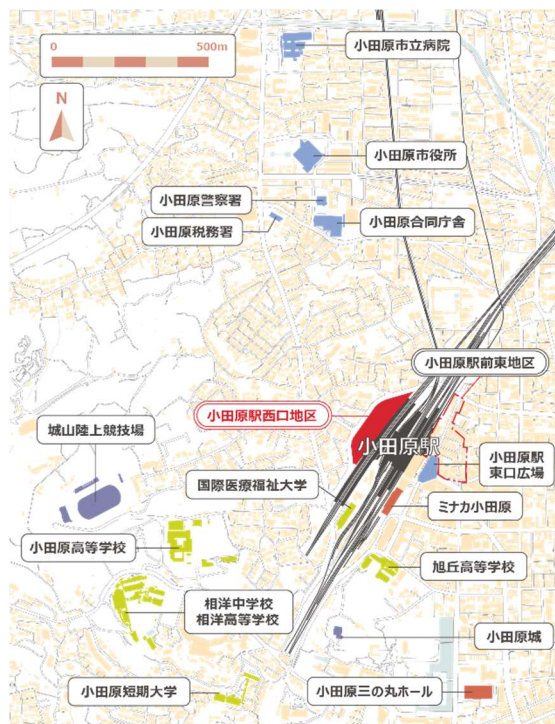 0 500m
N
小田原市立病院
小田原市役所
小田原警察署
小田原合同庁舎
小田原税務署
小田原駅前東地区
小田原駅西口地区
小田原駅
城山陸上競技場
小田原駅
東口広場
国際医療福祉大学
ミナカ小田原
小田原高等学校
旭丘高等学校
相洋中学校
相洋高等学校
小田原城
小田原短期大学
小田原三の丸ホール